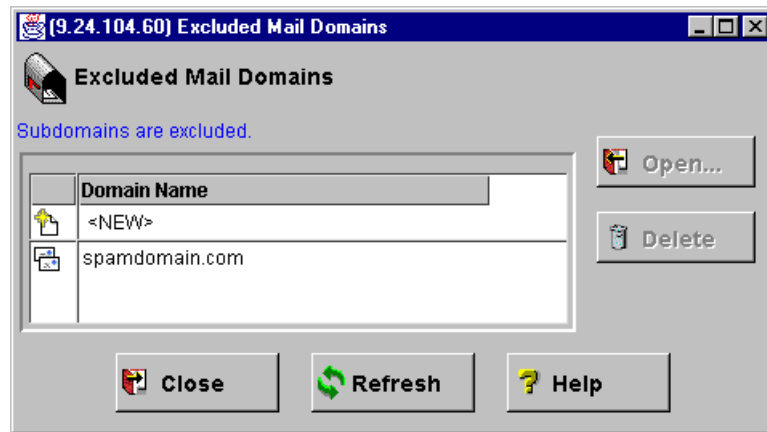 (9.24.104.60) Excluded Mail Domains
Excluded Mail Domains
Subdomains are excluded.
Domain Name
<NEW>
spamdomain.com
Open...
Delete
Close
Refresh
Help